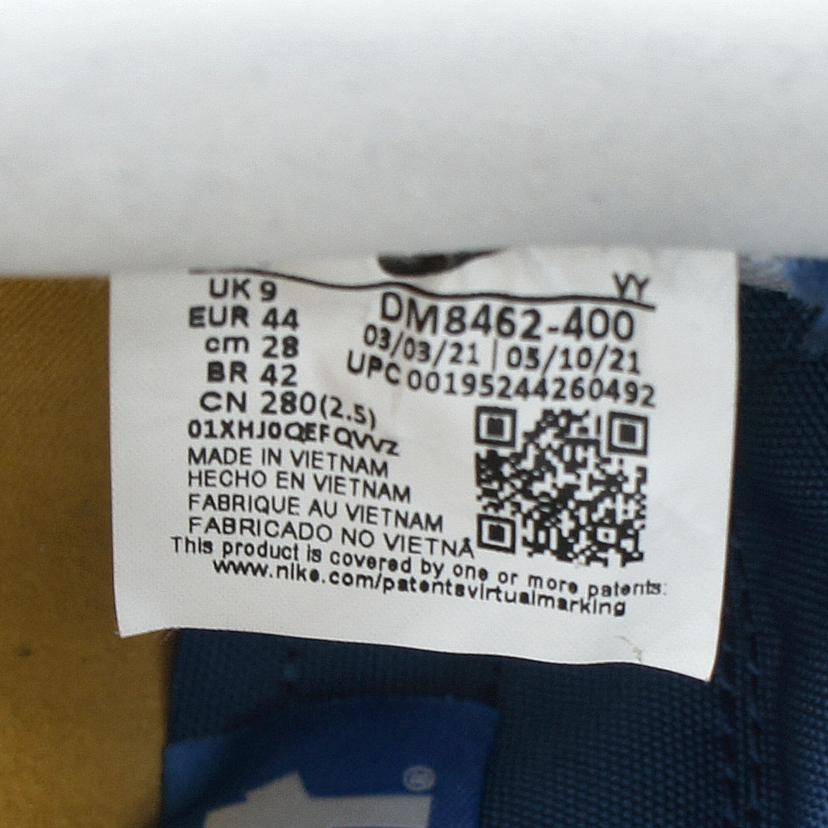 VY
UK 9
EUR 44
cm 28
BR 42
CN 280(2.5)
DM8462-400
03/03/21 | 05/10/21
UPC 00195244260492
01XHJ0QEFQVVZ
MADE IN VIETNAM
HECHO EN VIETNAM
FABRIQUE AU VIETNAM
FABRICADO NO VIETNÃ
This product is covered by one or more patents:
www.nike.com/patentsvirtualmarking
®